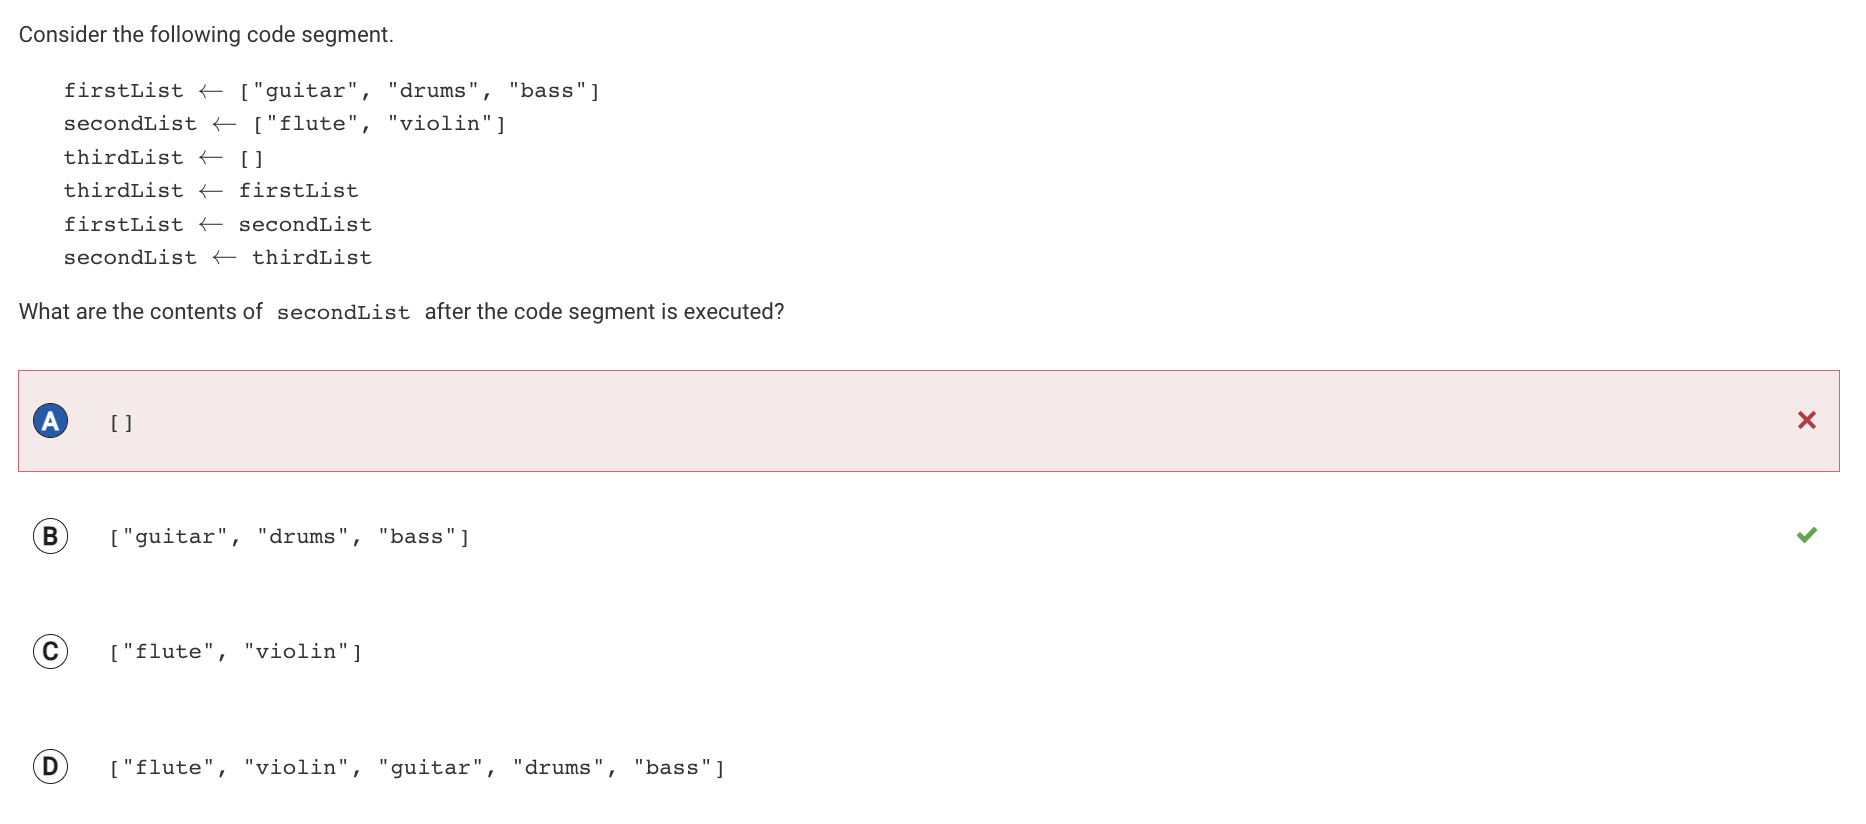 Consider the following code segment.
firstList ← ["guitar", "drums", "bass"]
secondList ← ["flute", "violin"]
thirdList ← []
thirdList ← firstList
firstList ← secondList
secondList ← thirdList
What are the contents of secondList after the code segment is executed?
A []
B ["guitar", "drums", "bass"]
C ["flute", "violin"]
D ["flute", "violin", "guitar", "drums", "bass"]